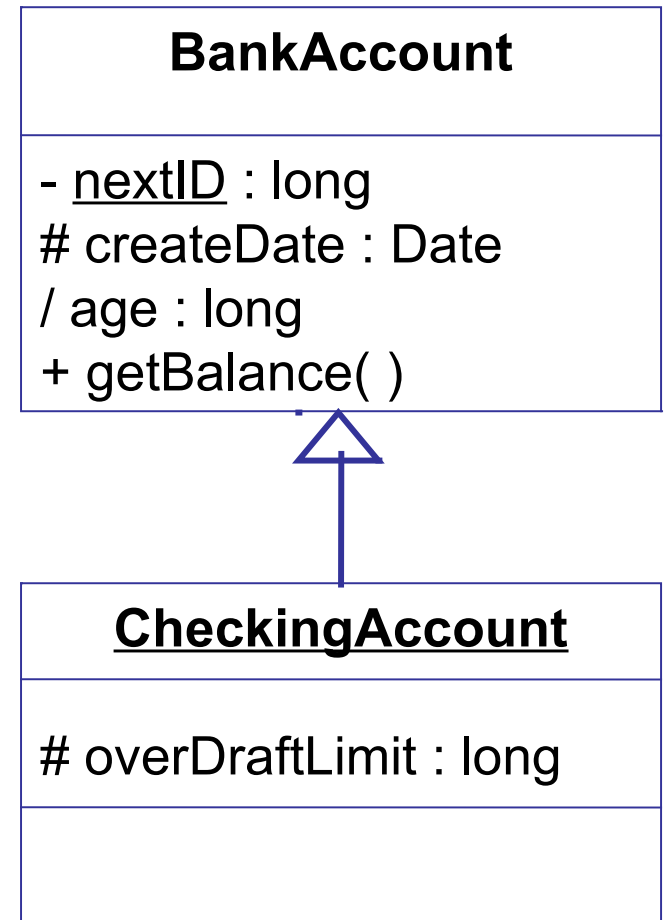 BankAccount
- nextID : long
# createDate : Date
/ age : long
+ getBalance( )
CheckingAccount
# overDraftLimit : long